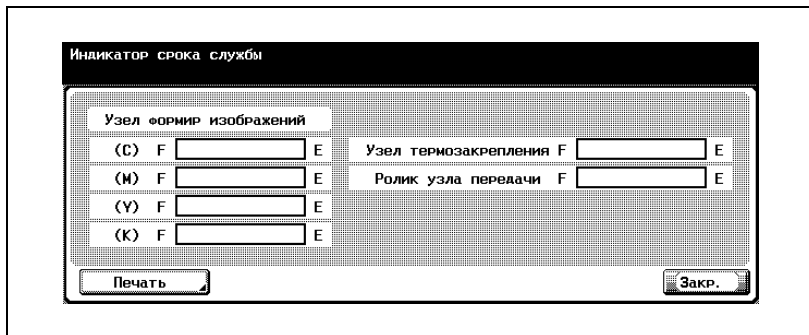 Индикатор срока службы
Узел формир изображений
(C) F E
(M) F E
(Y) F E
(K) F E
Узел термозакрепления F E
Ролик узла передачи F E
Печать
Закр.